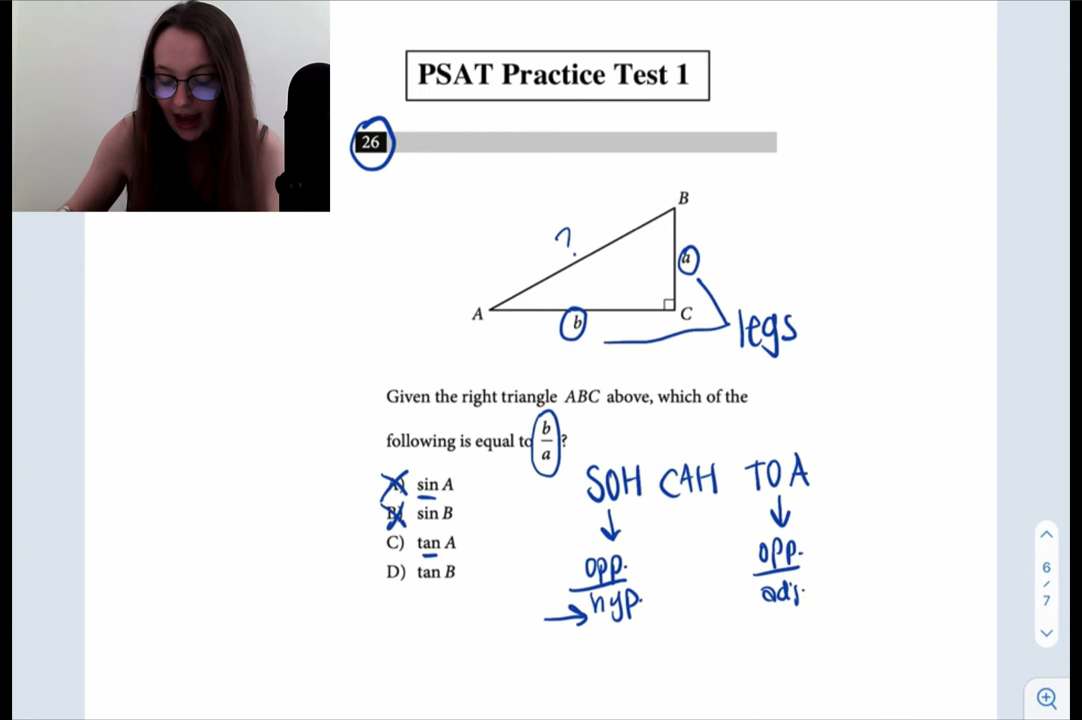 PSAT Practice Test 1
26
B
?
a
A
b
C
legs
Given the right triangle ABC above, which of the
following is equal to b/a ?
A) sin A
B) sin B
C) tan A
D) tan B
SOH CAH TOA
opp.
hyp.
opp.
adj.
6
/
7